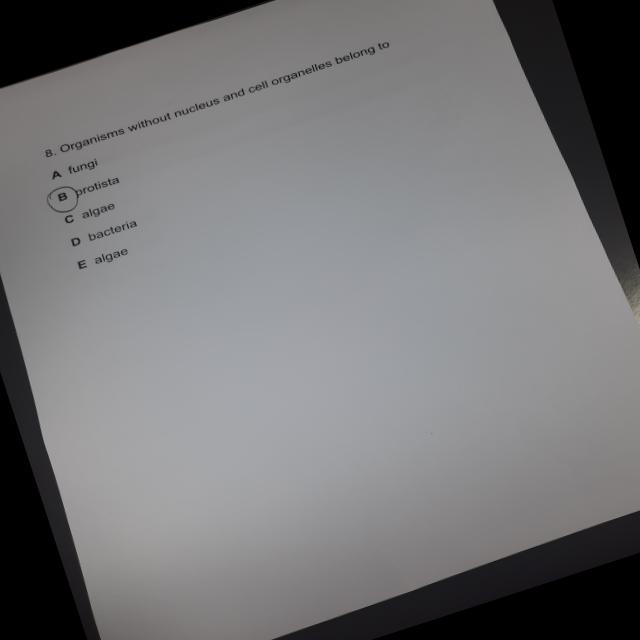 8. Organisms without nucleus and cell organelles belong to
A fungi
B protista
C algae
D bacteria
E algae